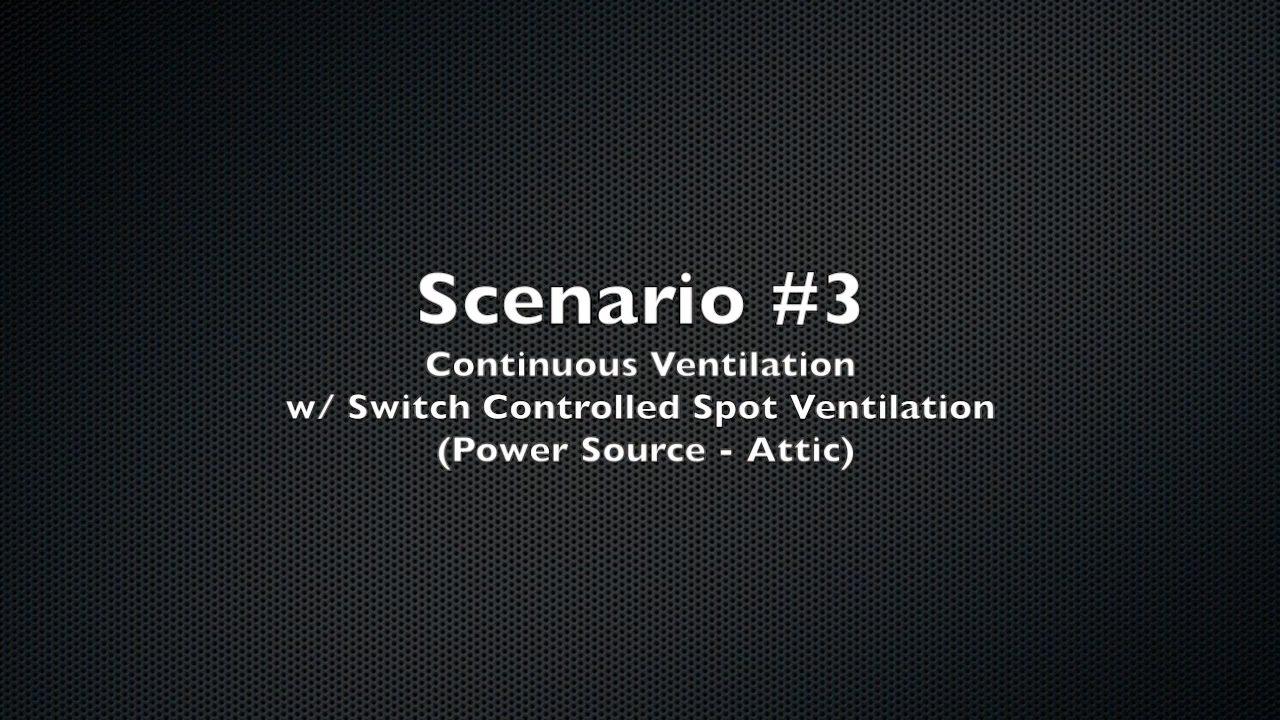 Scenario #3
Continuous Ventilation
w/ Switch Controlled Spot Ventilation
(Power Source - Attic)